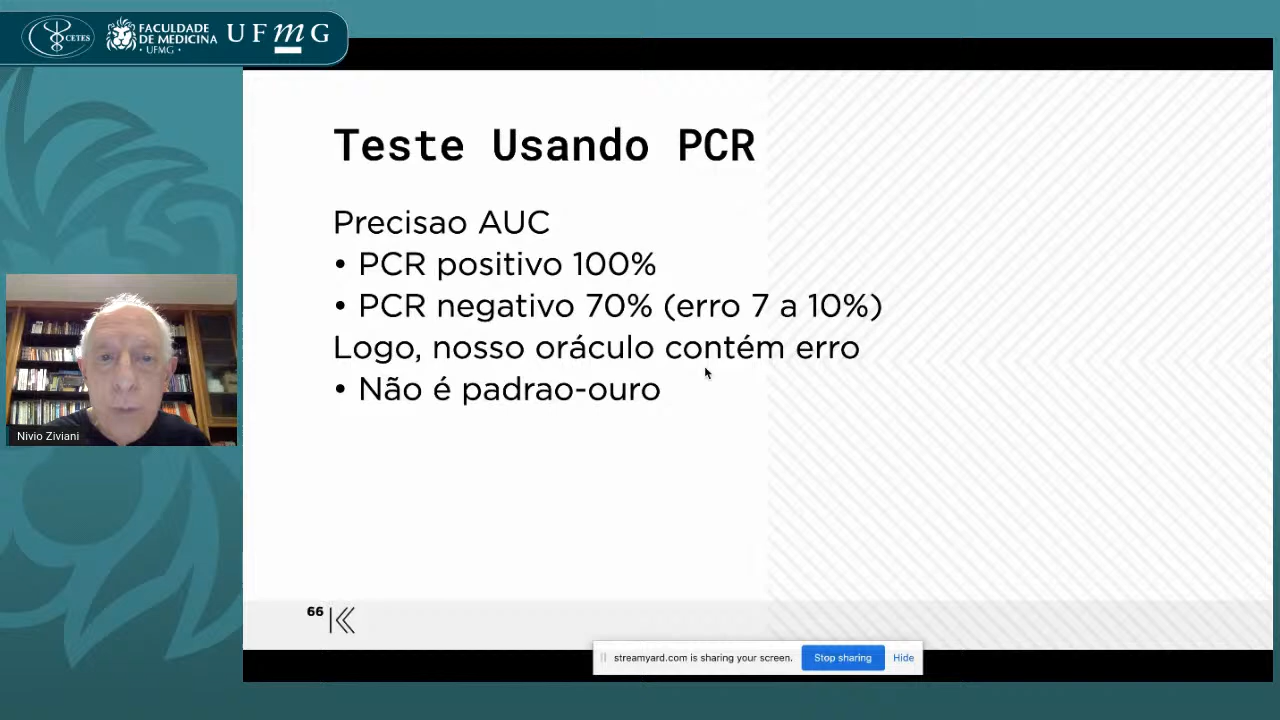 CETES
FACULDADE
DE MEDICINA
• UFMG •
UFMG
Teste Usando PCR
Precisao AUC
• PCR positivo 100%
• PCR negativo 70% (erro 7 a 10%)
Logo, nosso oráculo contém erro
• Não é padrao-ouro
Nivio Ziviani
66
streamyard.com is sharing your screen. Stop sharing Hide